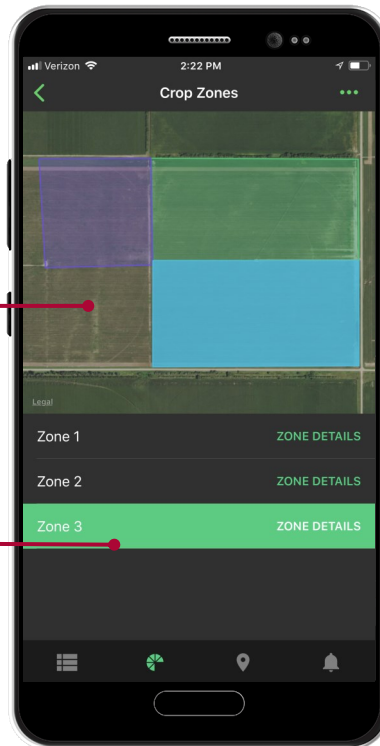 Verizon 2:22 PM
Crop Zones
Legal
Zone 1 ZONE DETAILS
Zone 2 ZONE DETAILS
Zone 3 ZONE DETAILS